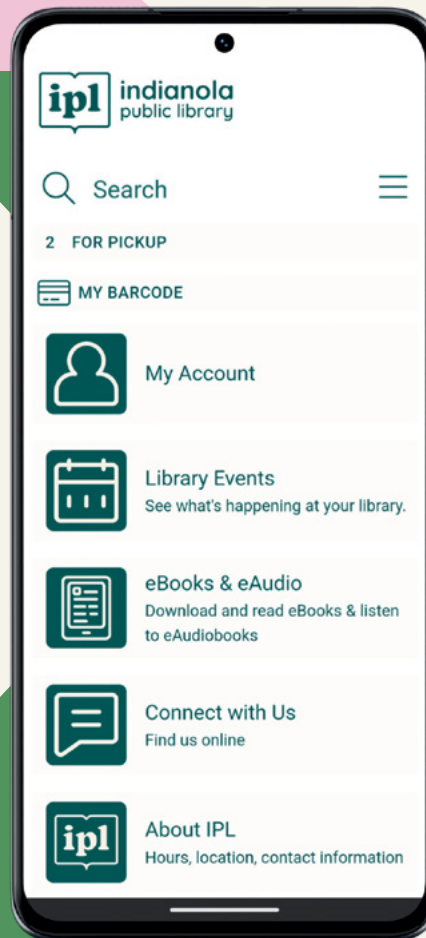 ipl
indianola
public library
Search
2 FOR PICKUP
MY BARCODE
My Account
Library Events
See what's happening at your library.
eBooks & eAudio
Download and read eBooks & listen
to eAudiobooks
Connect with Us
Find us online
ipl
About IPL
Hours, location, contact information